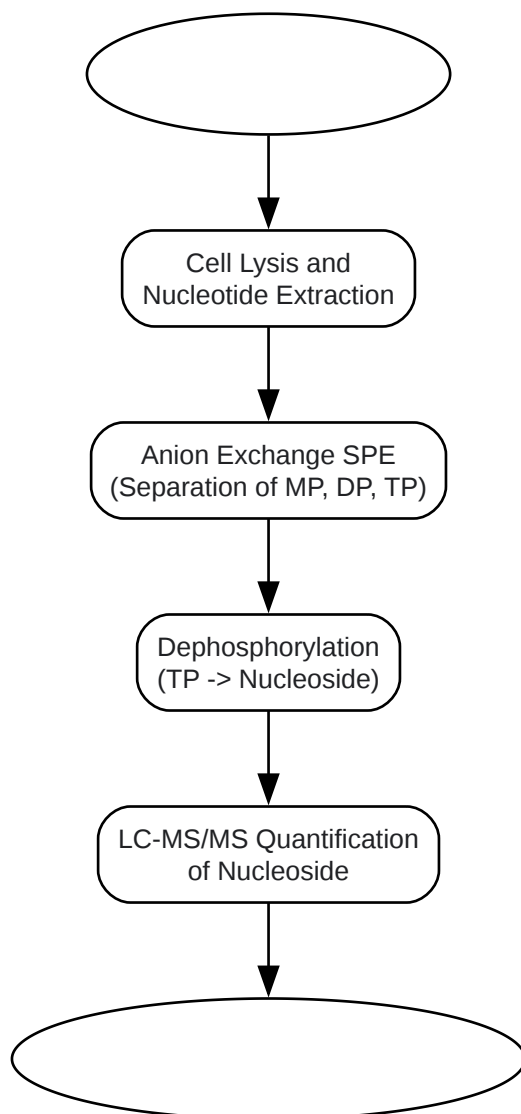 Cell Lysis and
Nucleotide Extraction
Anion Exchange SPE
(Separation of MP, DP, TP)
Dephosphorylation
(TP -> Nucleoside)
LC-MS/MS Quantification
of Nucleoside